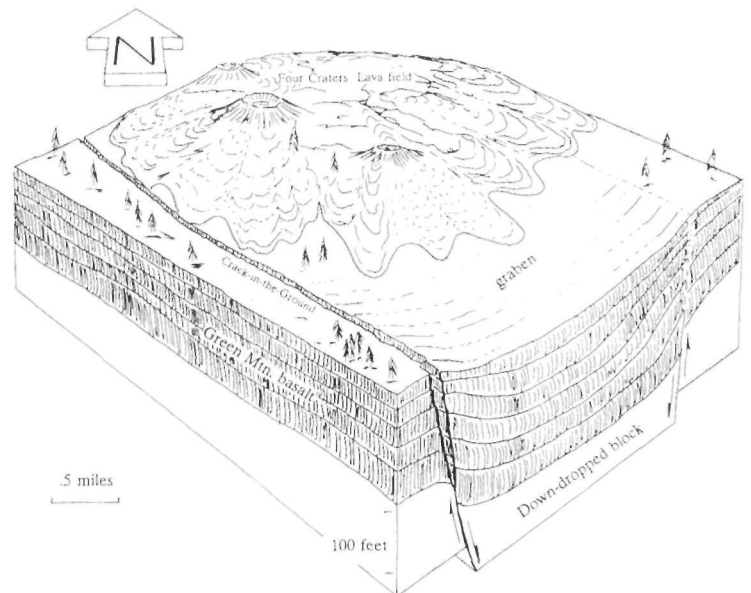 N
Four Craters Lava field
Crack-in-the Ground
graben
Green Mtn. basalt
Down-dropped block
.5 miles
100 feet